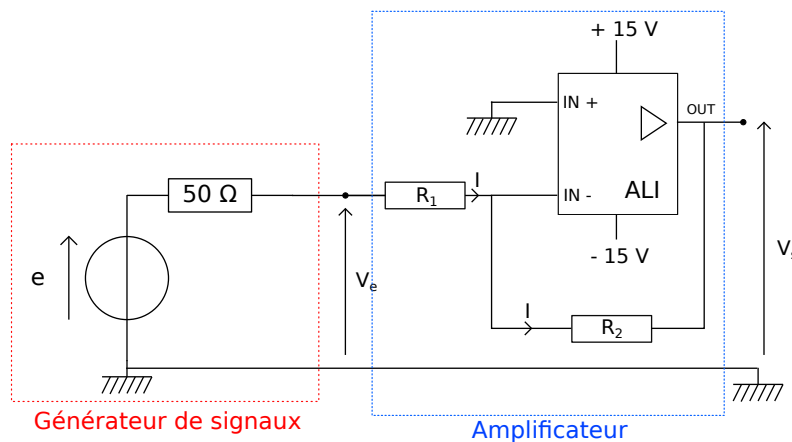 + 15 V
IN +
OUT
50 Ω
R1
I
IN -
ALI
- 15 V
e
Ve
I
R2
Générateur de signaux
Amplificateur